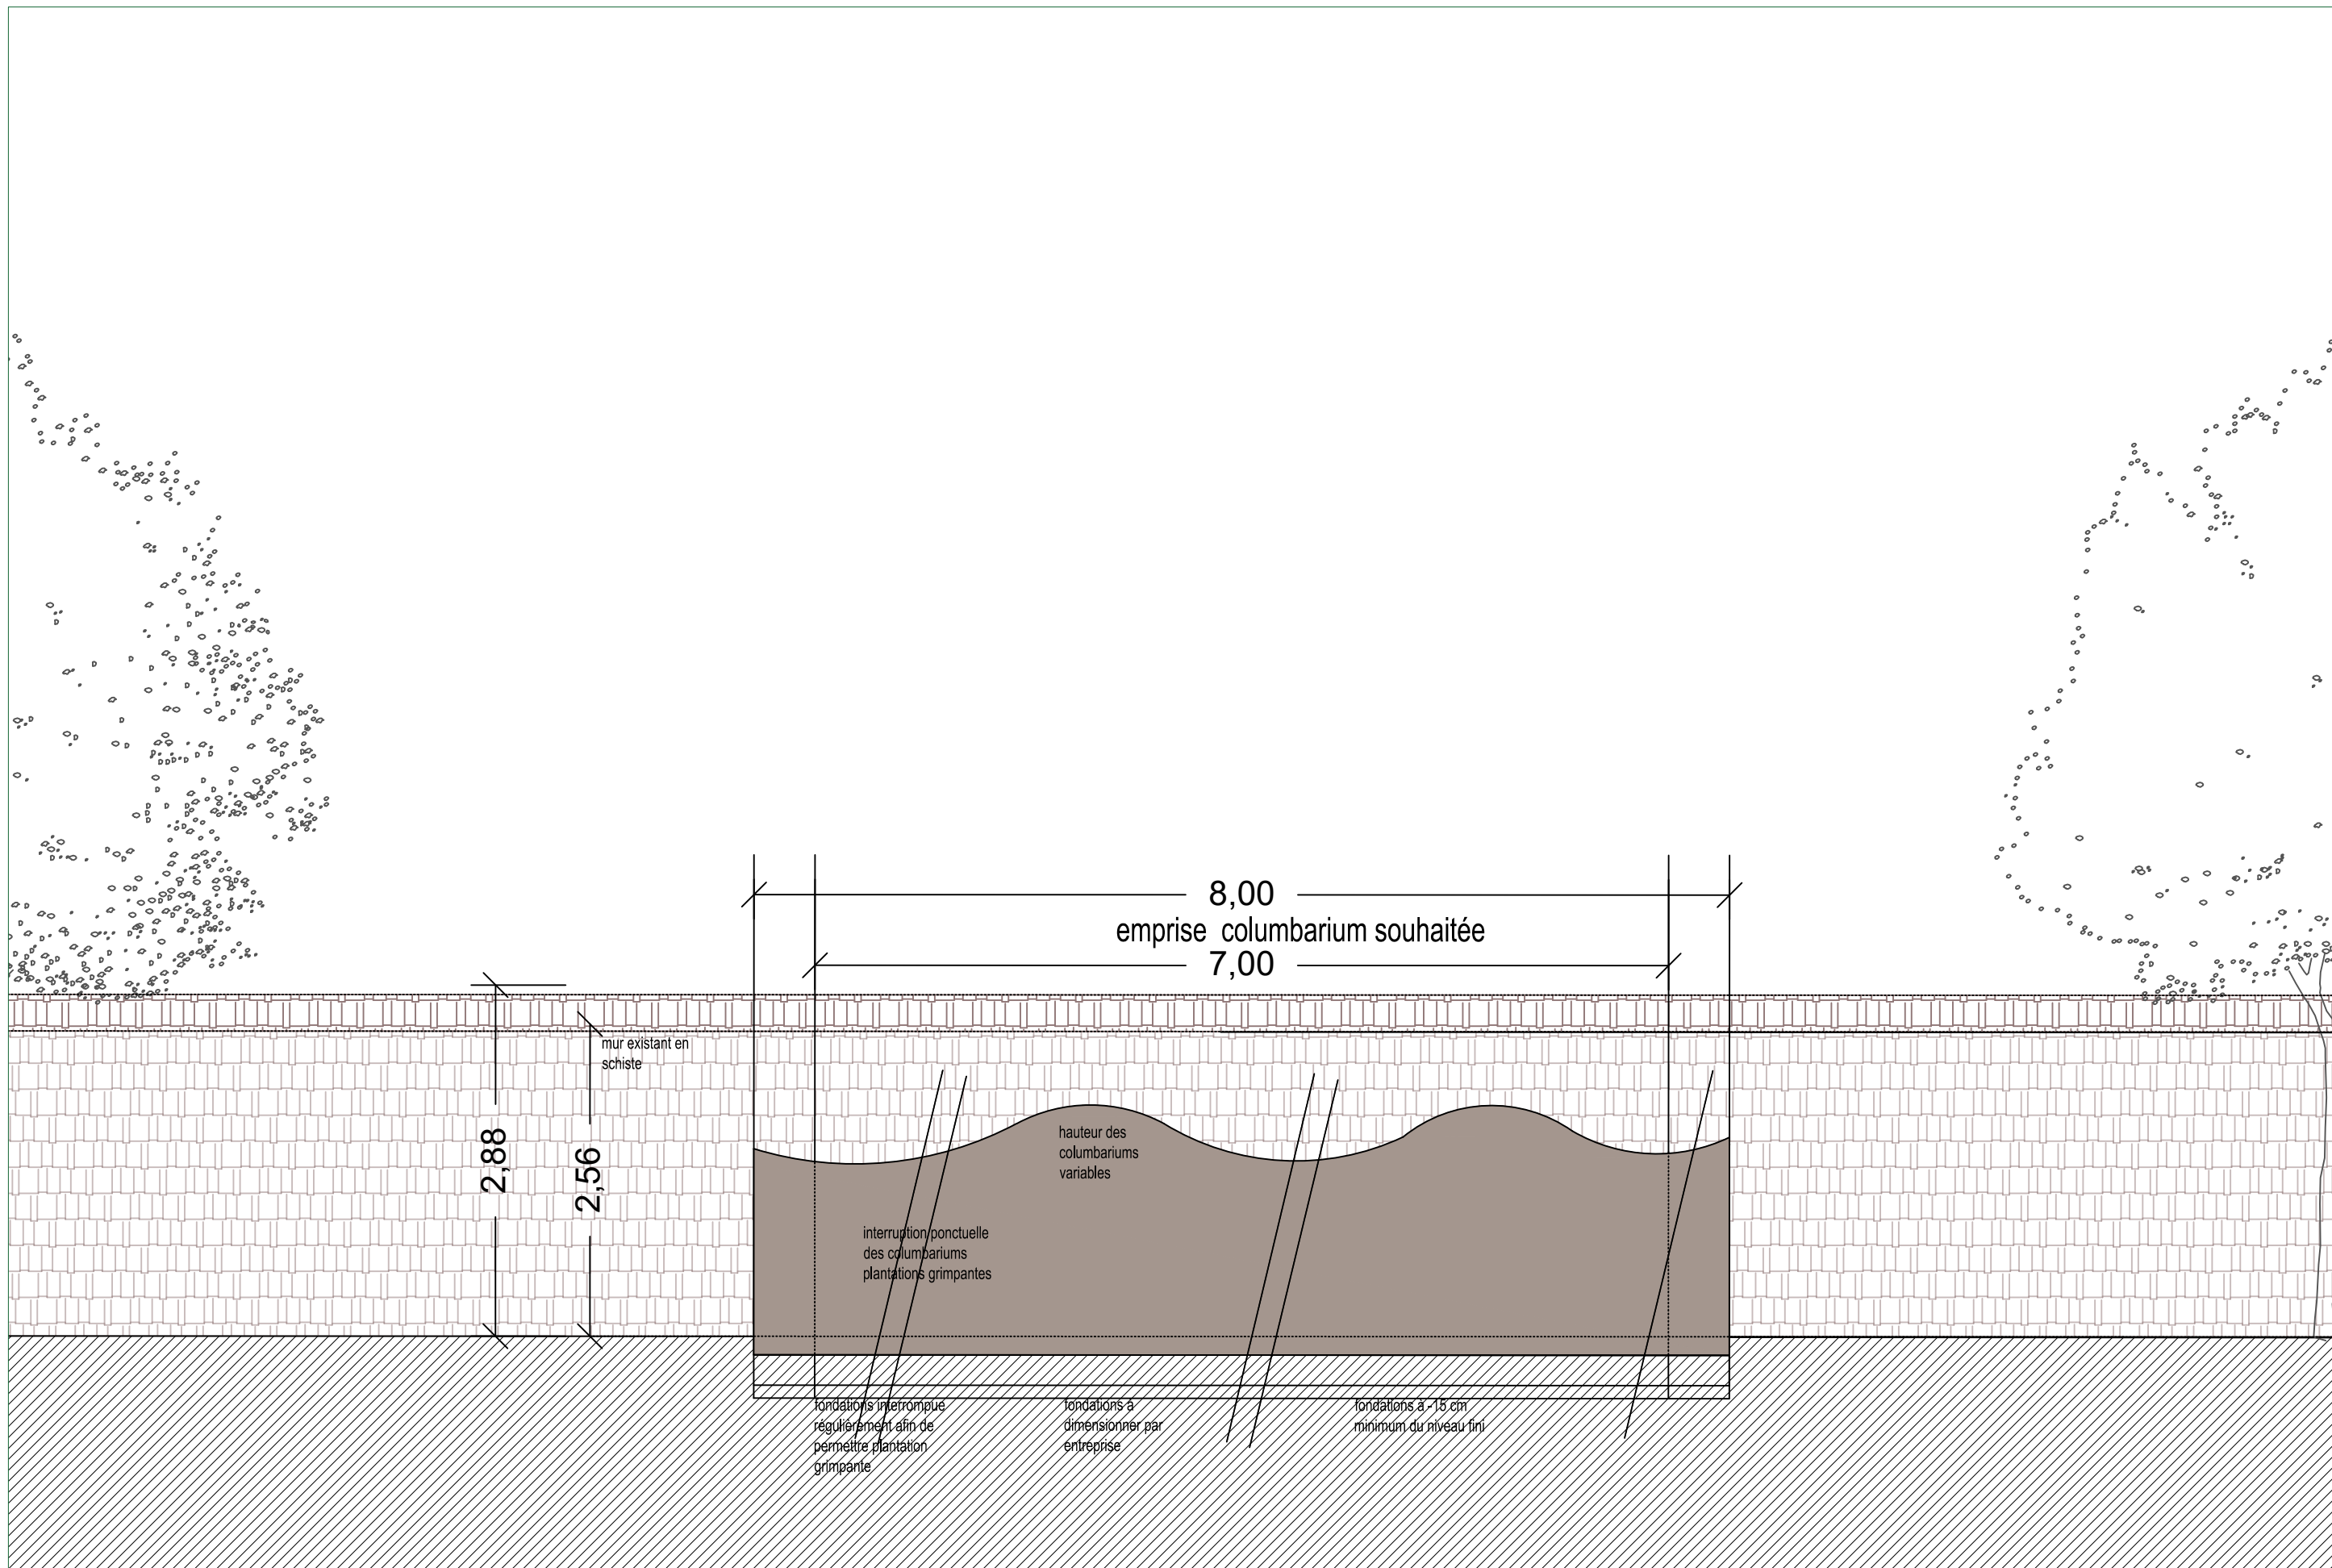 8,00
emprise columbarium souhaitée
7,00
mur existant en
schiste
2,88
2,56
hauteur des
columbariums
variables
interruption ponctuelle
des columbariums
plantations grimpantes
fondations interrompue
régulièrement afin de
permettre plantation
grimpante
fondations à
dimensionner par
entreprise
fondations à -15 cm
minimum du niveau fini